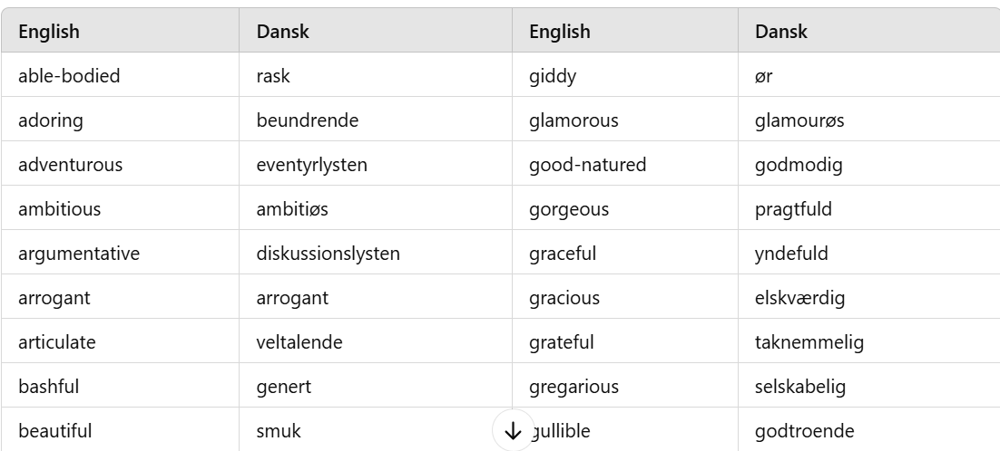 English Dansk English Dansk
able-bodied rask giddy ør
adoring beundrende glamorous glamourøs
adventurous eventyrlysten good-natured godmodig
ambitious ambitiøs gorgeous pragtfuld
argumentative diskussionslysten graceful yndefuld
arrogant arrogant gracious elskværdig
articulate veltalende grateful taknemmelig
bashful genert gregarious selskabelig
beautiful smuk gullible godtroende